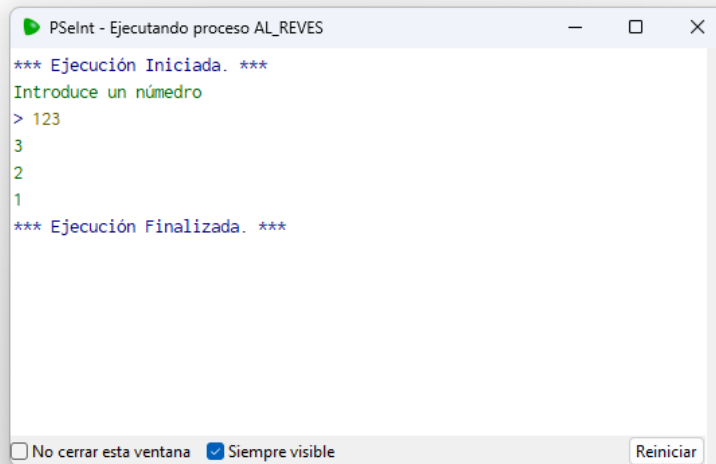 PSeInt - Ejecutando proceso AL_REVES
*** Ejecución Iniciada. ***
Introduce un númedro
> 123
3
2
1
*** Ejecución Finalizada. ***
No cerrar esta ventana Siempre visible Reiniciar